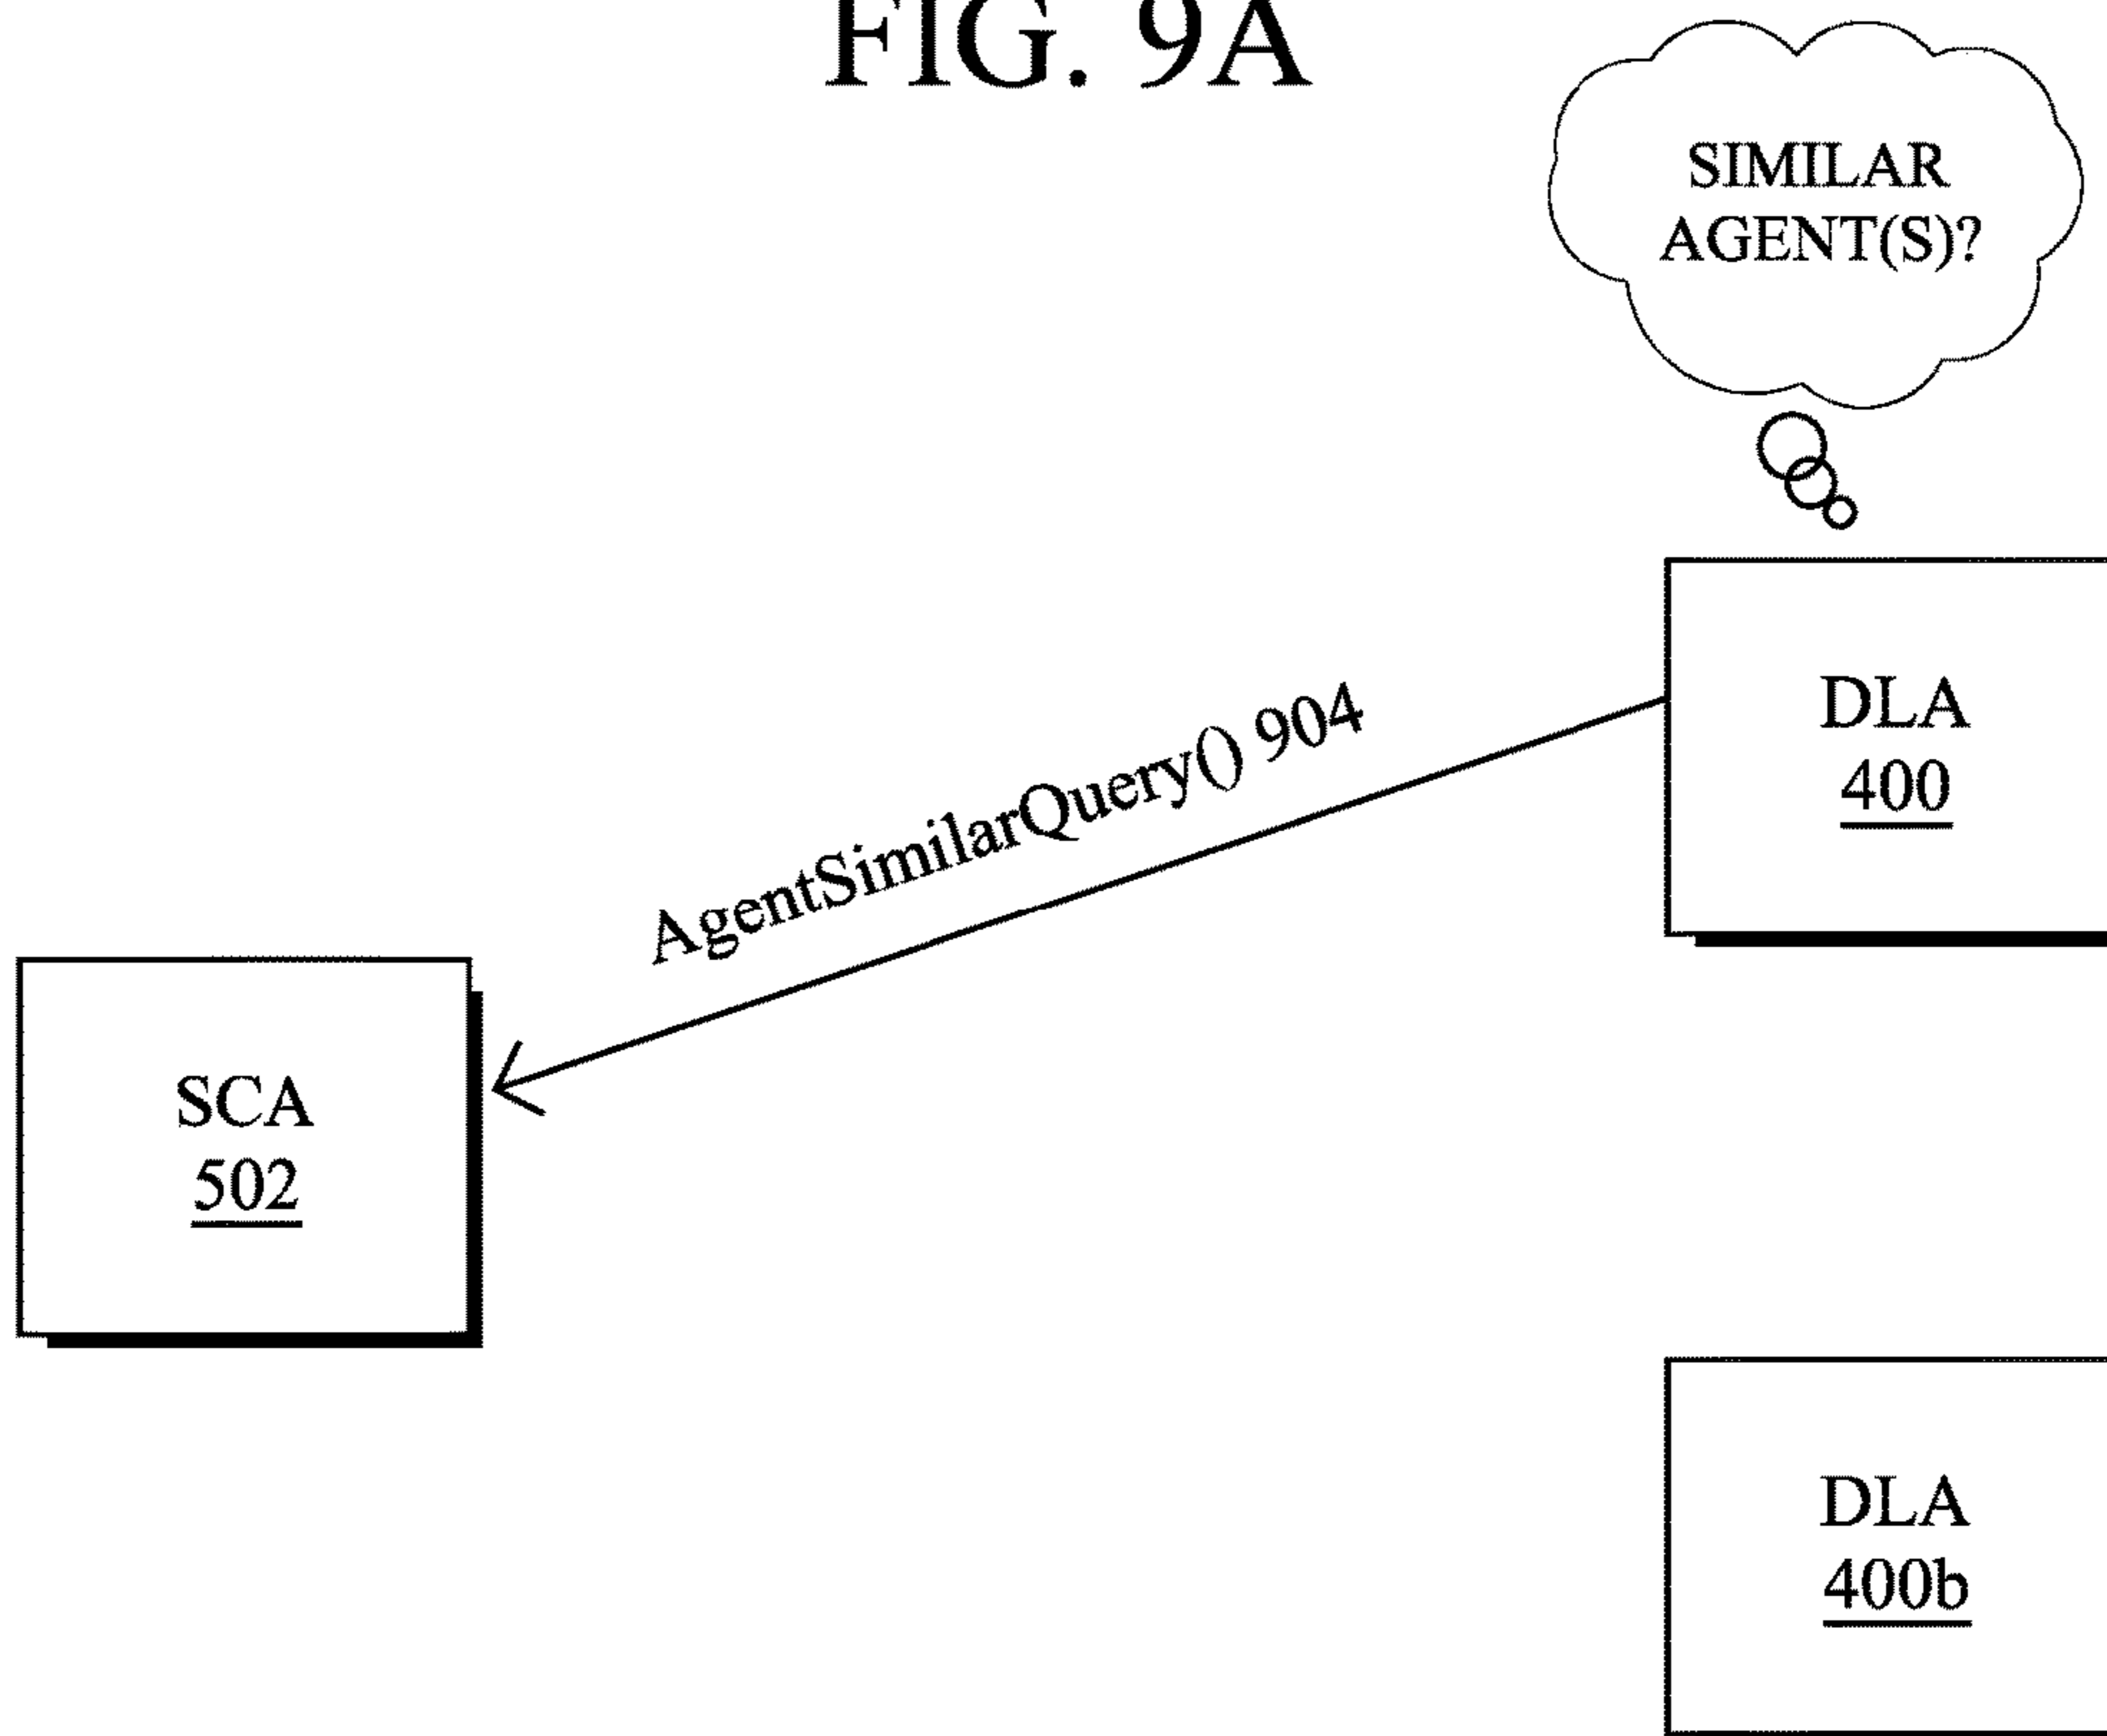 FIG. 9A
SIMILAR
AGENT(S)?
DLA
400
AgentSimilarQuery() 904
SCA
502
DLA
400b